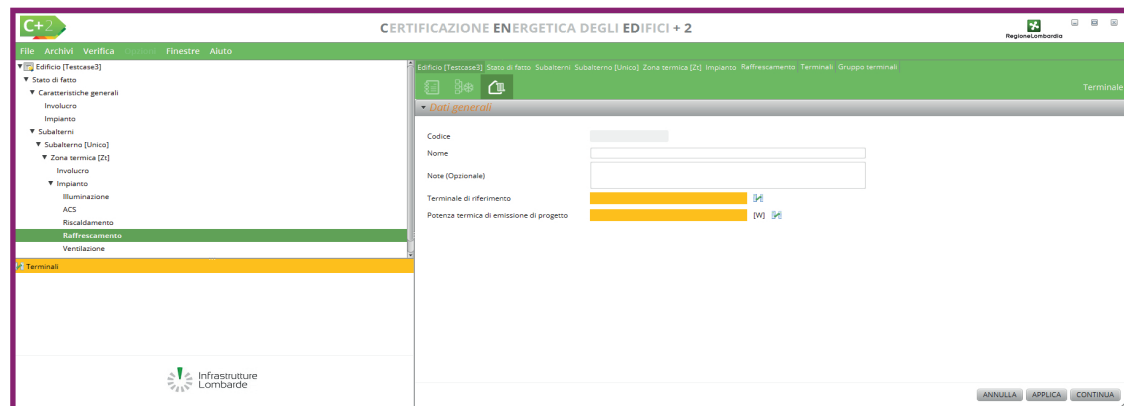 C+2
CERTIFICAZIONE ENERGETICA DEGLI EDIFICI + 2
RegioneLombardia
File Archivi Verifica Finestre Aiuto
Edificio [Testcase3]
Stato di fatto
Caratteristiche generali
Involucro
Impianto
Subalterni
Subalterno [Unico]
Zona termica [Zt]
Involucro
Impianto
Illuminazione
ACS
Riscaldamento
Raffrescamento
Ventilazione
Terminali
Infrastrutture
Lombarde
Edificio [Testcase3] Stato di fatto Subalterni Subalterno [Unico] Zona termica [Zt] Impianto Raffrescamento Terminali Gruppo terminali
Terminale
Dati generali
Codice
Nome
Note (Opzionale)
Terminale di riferimento
Potenza termica di emissione di progetto [W]
ANNULLA APPLICA CONTINUA